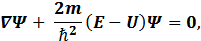 ∇Ψ + 2m/ℏ² (E − U)Ψ = 0,